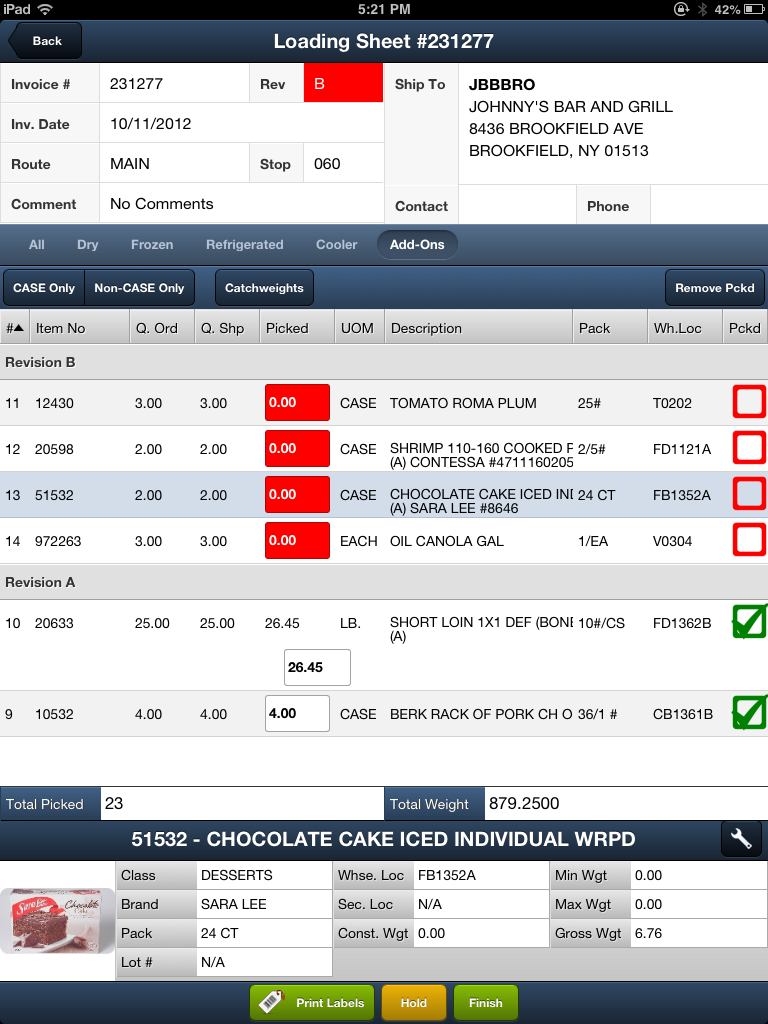 iPad 5:21 PM 42%
Back Loading Sheet #231277
Invoice # 231277 Rev B Ship To JBBBRO
JOHNNY'S BAR AND GRILL
Inv. Date 10/11/2012 8436 BROOKFIELD AVE
BROOKFIELD, NY 01513
Route MAIN Stop 060
Comment No Comments Contact Phone
All Dry Frozen Refrigerated Cooler Add-Ons
CASE Only Non-CASE Only Catchweights Remove Pckd
# Item No Q. Ord Q. Shp Picked UOM Description Pack Wh.Loc Pckd
Revision B
11 12430 3.00 3.00 0.00 CASE TOMATO ROMA PLUM 25# T0202
12 20598 2.00 2.00 0.00 CASE SHRIMP 110-160 COOKED F 2/5# FD1121A
(A) CONTESSA #4711160205
13 51532 2.00 2.00 0.00 CASE CHOCOLATE CAKE ICED INI 24 CT FB1352A
(A) SARA LEE #8646
14 972263 3.00 3.00 0.00 EACH OIL CANOLA GAL 1/EA V0304
Revision A
10 20633 25.00 25.00 26.45 LB. SHORT LOIN 1X1 DEF (BONE 10#/CS FD1362B
(A)
26.45
9 10532 4.00 4.00 4.00 CASE BERK RACK OF PORK CH O 36/1 # CB1361B
Total Picked 23 Total Weight 879.2500
51532 - CHOCOLATE CAKE ICED INDIVIDUAL WRPD
Class DESSERTS Whse. Loc FB1352A Min Wgt 0.00
Brand SARA LEE Sec. Loc N/A Max Wgt 0.00
Pack 24 CT Const. Wgt 0.00 Gross Wgt 6.76
Lot # N/A
Sara Lee
Chocolate
Print Labels Hold Finish